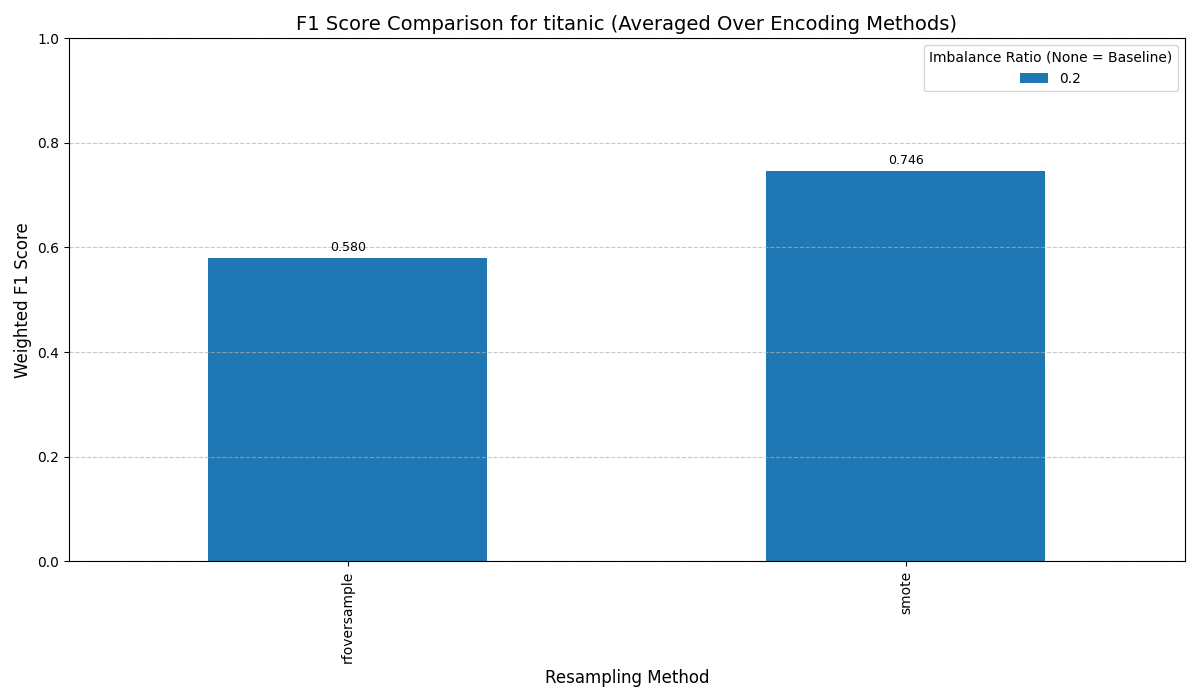 F1 Score Comparison for titanic (Averaged Over Encoding Methods)
Imbalance Ratio (None = Baseline)
0.2
1.0
0.8
0.6
0.4
0.2
0.0
Weighted F1 Score
0.580
0.746
rfoversample
smote
Resampling Method